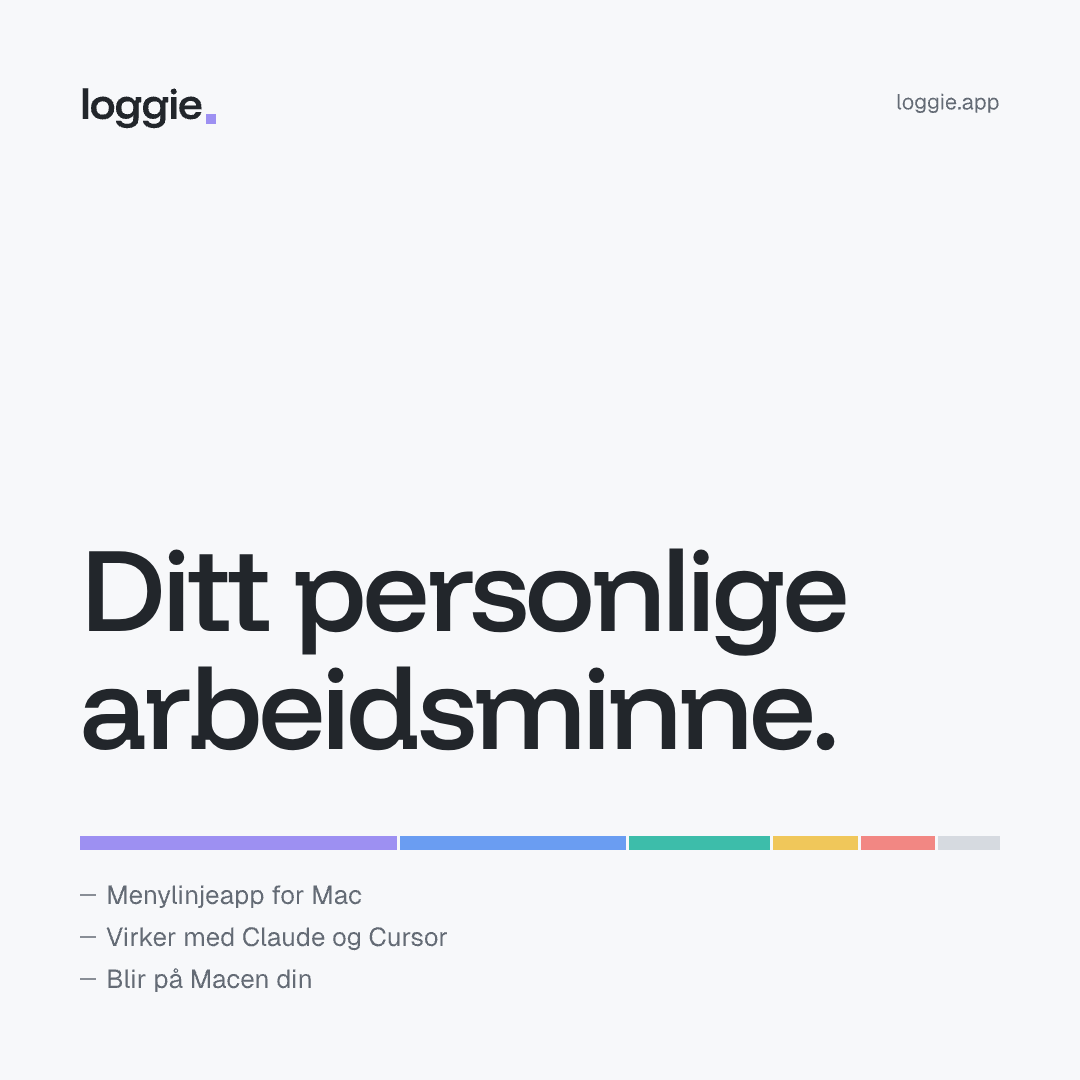 loggie.
loggie.app
Ditt personlige
arbeidsminne.
— Menylinjeapp for Mac
— Virker med Claude og Cursor
— Blir på Macen din